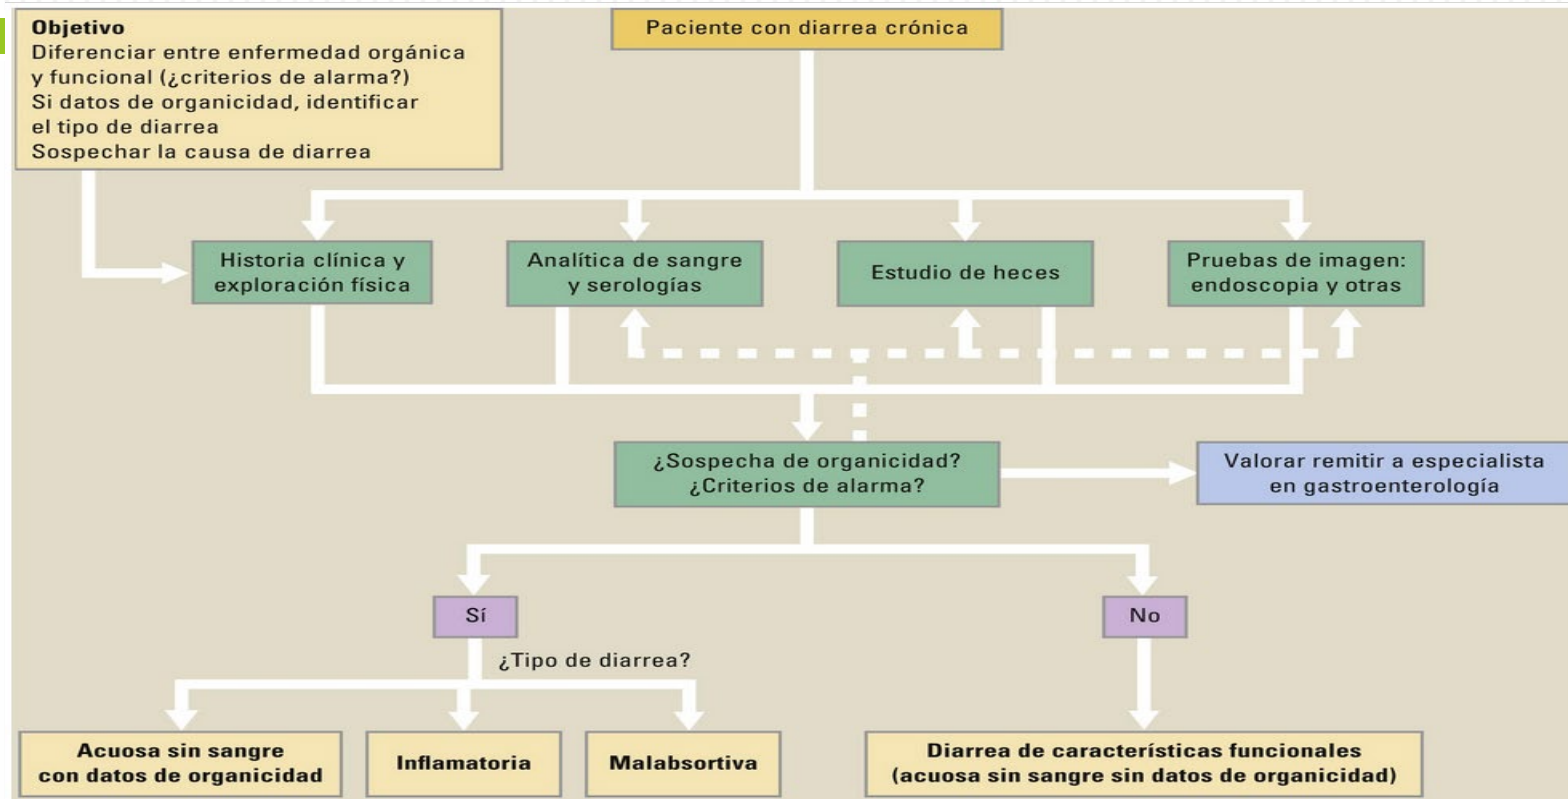 Objetivo
Diferenciar entre enfermedad orgánica
y funcional (¿criterios de alarma?)
Si datos de organicidad, identificar
el tipo de diarrea
Sospechar la causa de diarrea
Paciente con diarrea crónica
Historia clínica y
exploración física
Analítica de sangre
y serologías
Estudio de heces
Pruebas de imagen:
endoscopia y otras
¿Sospecha de organicidad?
¿Criterios de alarma?
Valorar remitir a especialista
en gastroenterología
Sí
No
¿Tipo de diarrea?
Acuosa sin sangre
con datos de organicidad
Inflamatoria
Malabsortiva
Diarrea de características funcionales
(acuosa sin sangre sin datos de organicidad)